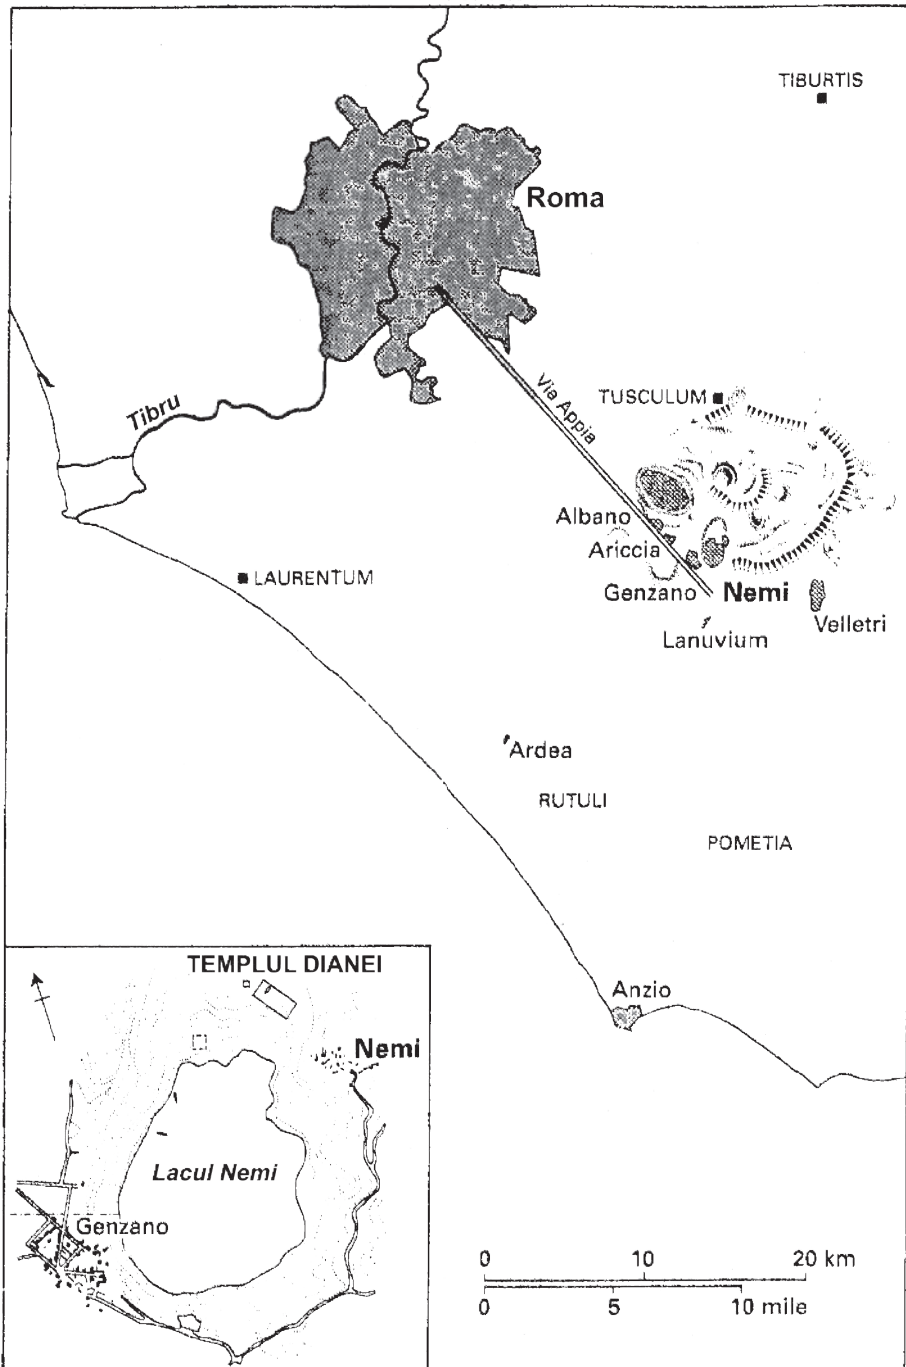 TIBURTIS
Roma
Via Appia
TUSCULUM
Tibru
Albano
Ariccia
LAURENTUM
Genzano
Nemi
Velletri
Lanuvium
Ardea
RUTULI
POMETIA
Anzio
TEMPLUL DIANEI
Nemi
Lacul Nemi
Genzano
0 10 20 km
0 5 10 mile